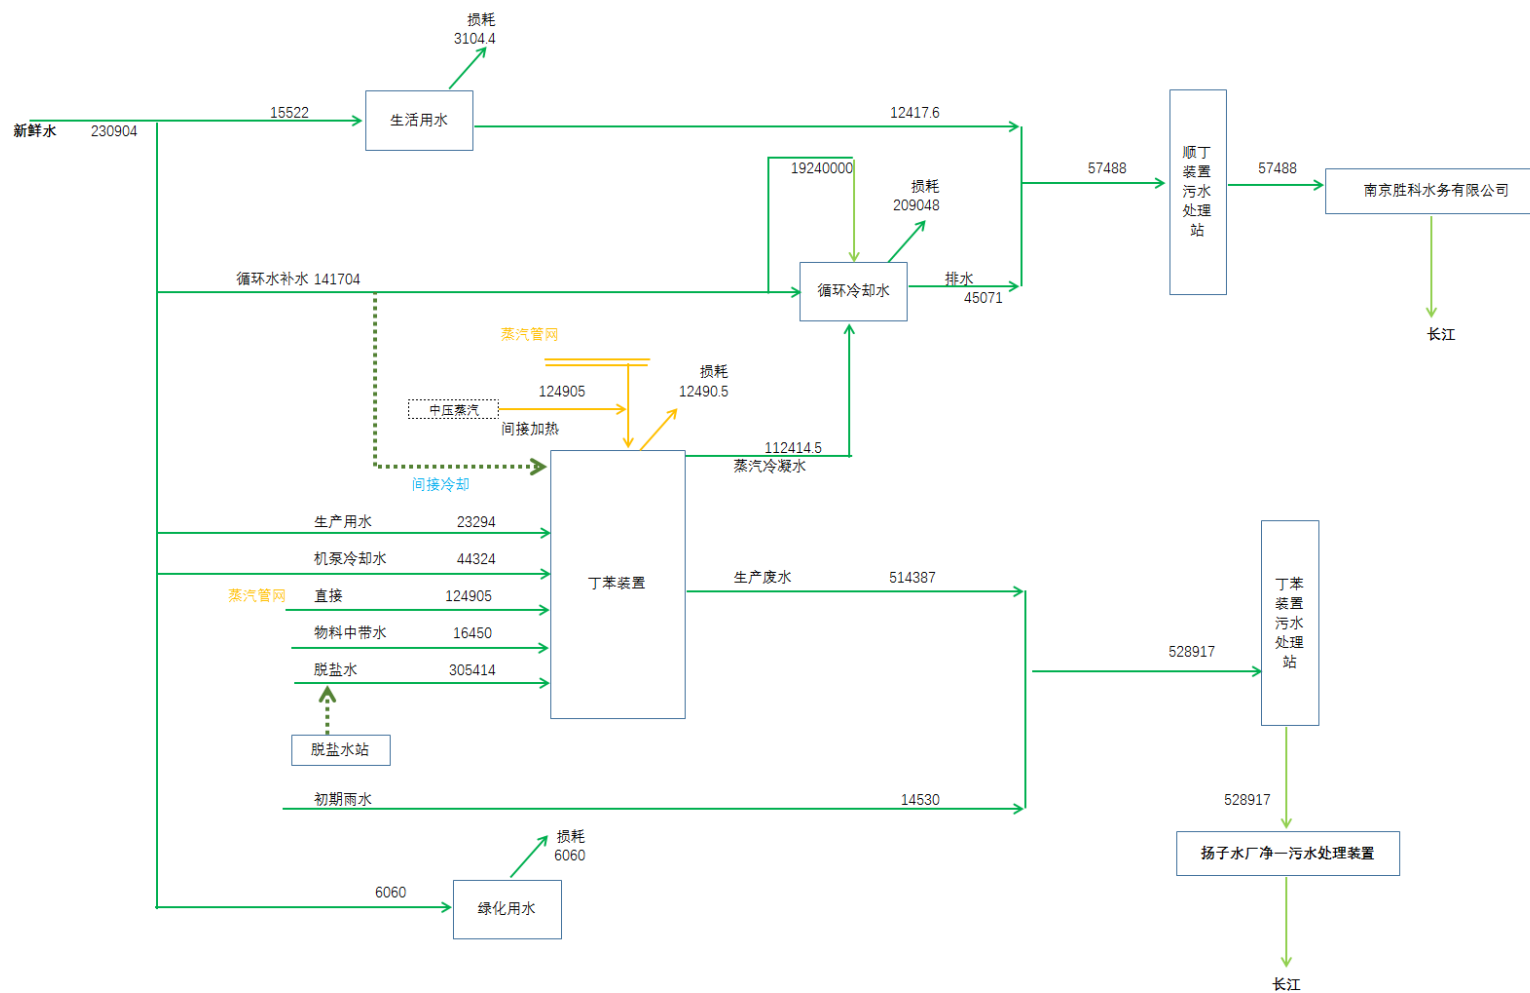 损耗
3104.4
新鲜水
230904
15522
生活用水
12417.6
顺丁
装置
污水
处理
站
57488
57488
南京胜科水务有限公司
长江
19240000
损耗
209048
循环水补水 141704
循环冷却水
排水
45071
蒸汽管网
124905
中压蒸汽
间接加热
损耗
12490.5
112414.5
蒸汽冷凝水
间接冷却
生产用水 23294
机泵冷却水 44324
蒸汽管网 直接 124905
物料中带水 16450
脱盐水 305414
脱盐水站
丁苯装置
生产废水 514387
528917
丁苯
装置
污水
处理
站
初期雨水 14530
528917
扬子水厂净一污水处理装置
长江
损耗
6060
6060
绿化用水